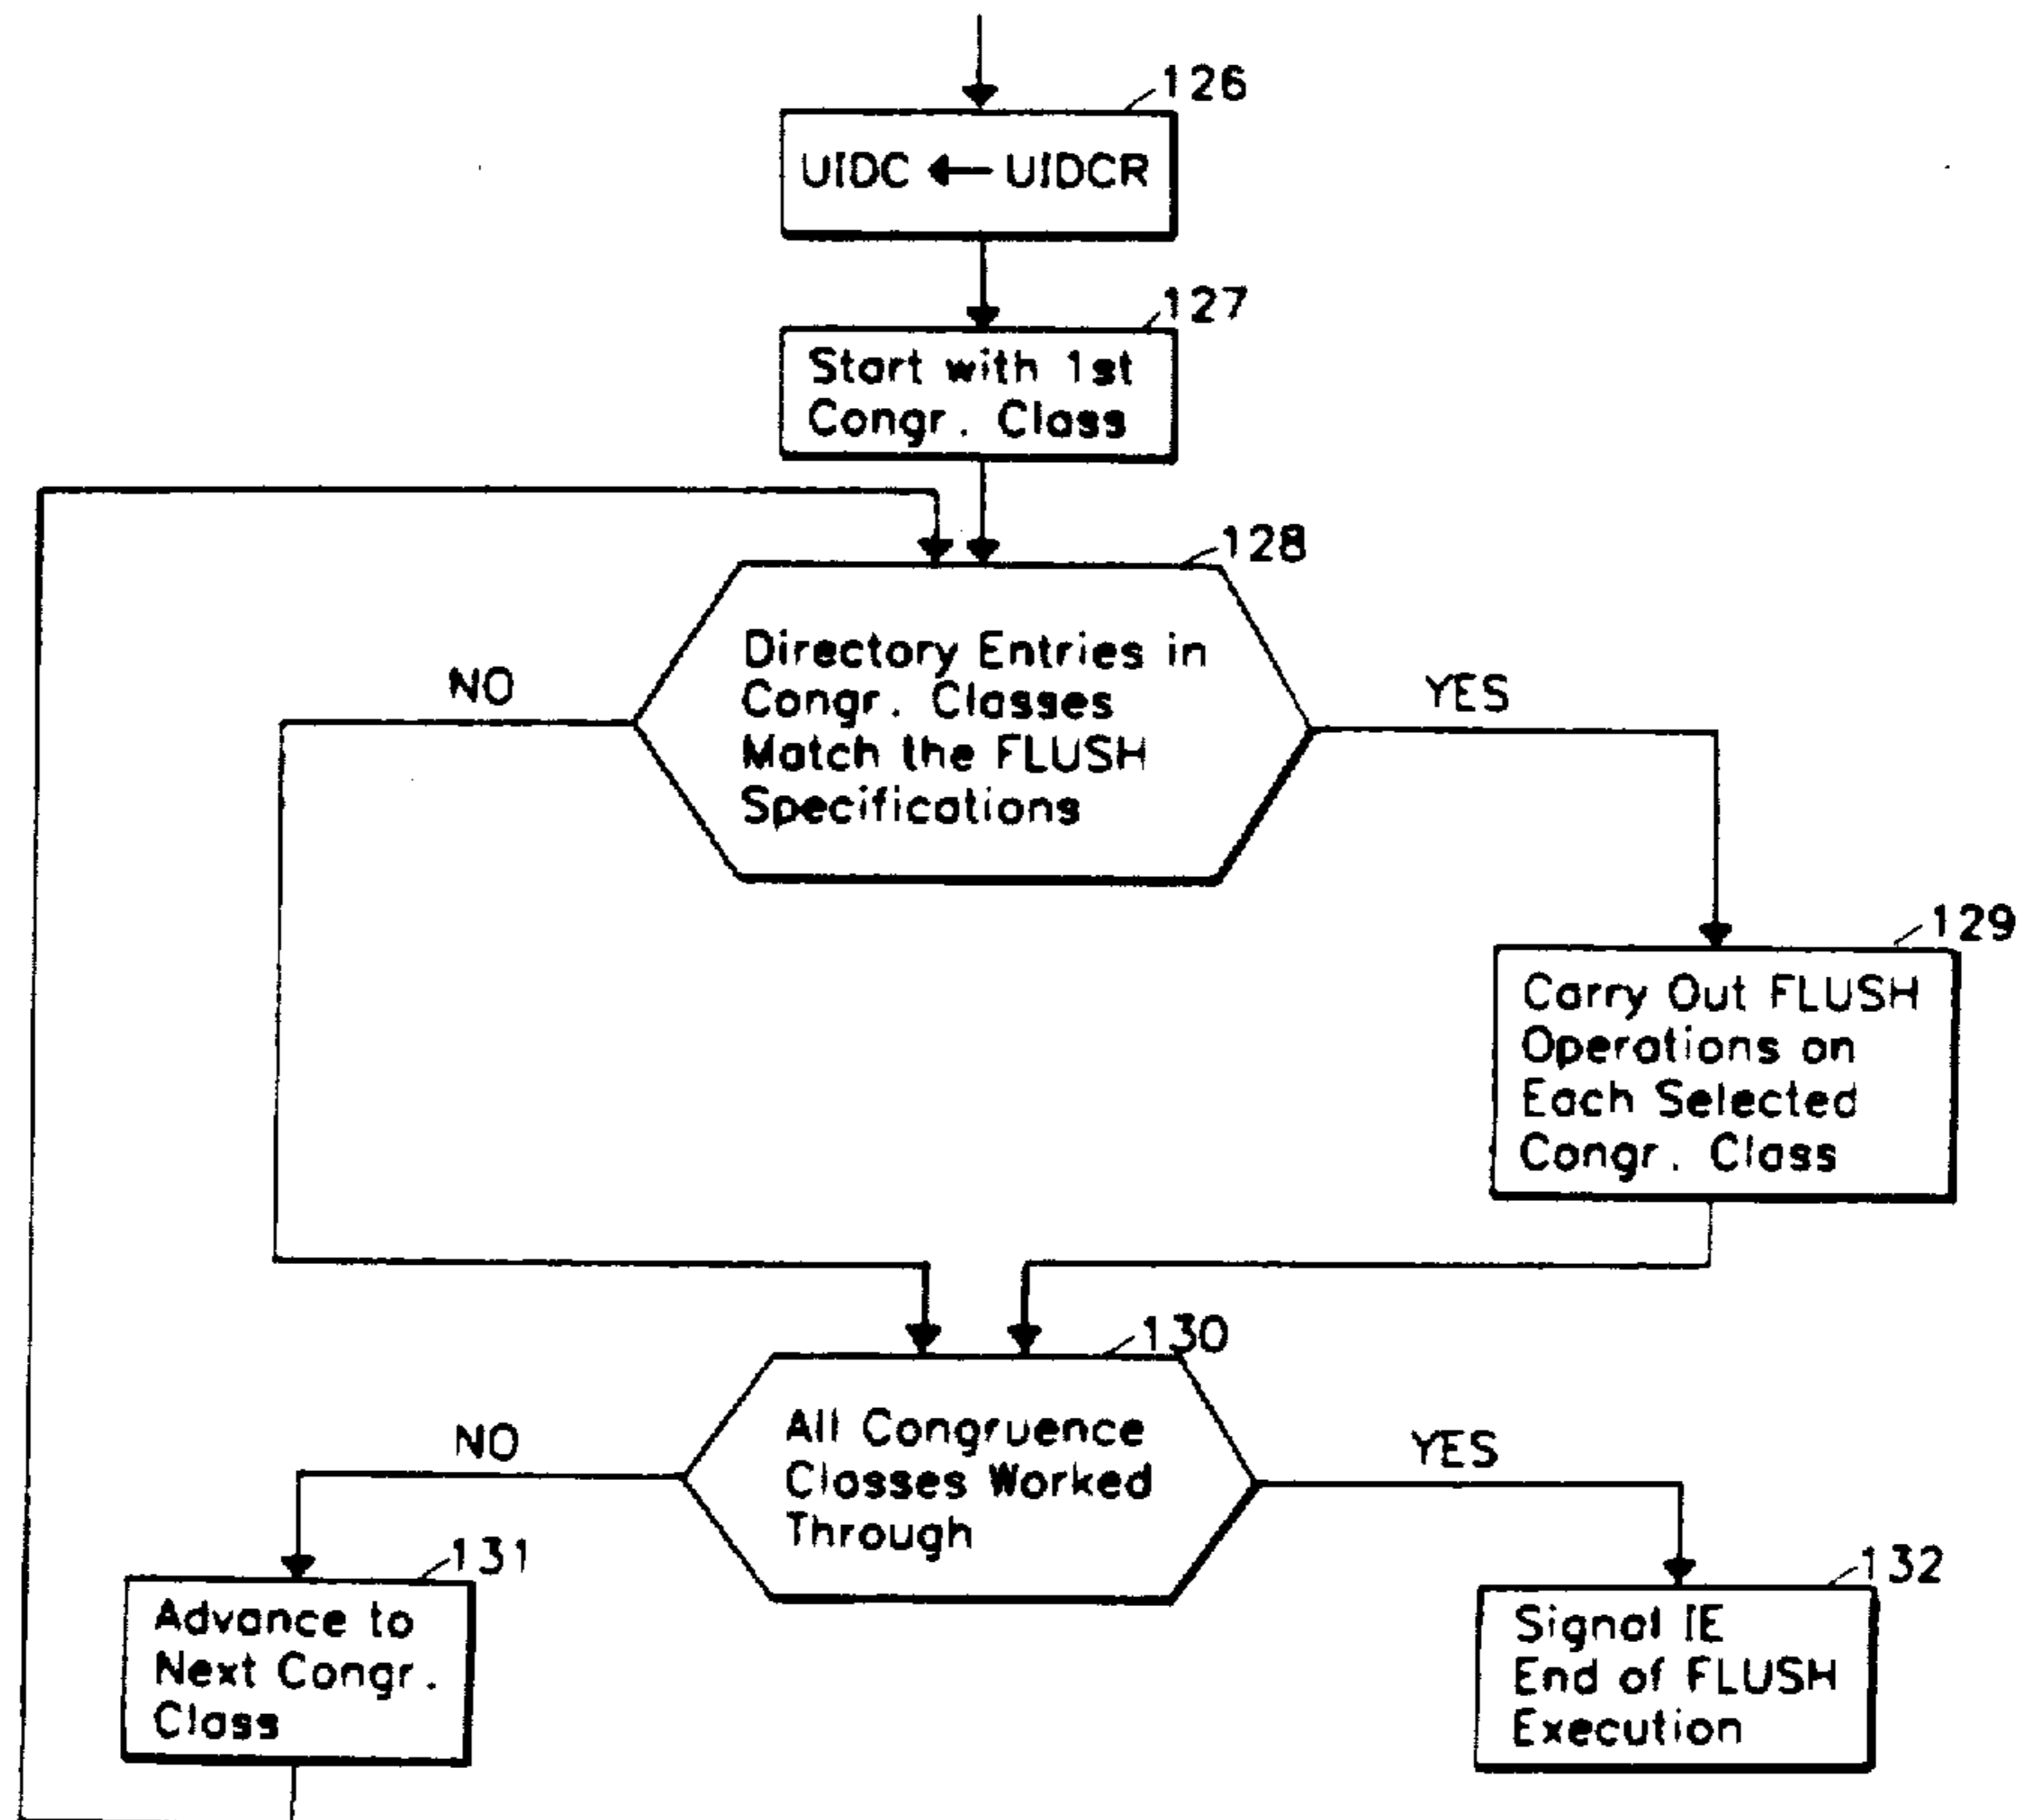 126
UIDC ← UIDCR
127
Start with 1st
Congr. Class
128
Directory Entries in
Congr. Classes
Match the FLUSH
Specifications
NO
YES
129
Carry Out FLUSH
Operations on
Each Selected
Congr. Class
130
All Congruence
Classes Worked
Through
NO
YES
131
Advance to
Next Congr.
Class
132
Signal IE
End of FLUSH
Execution